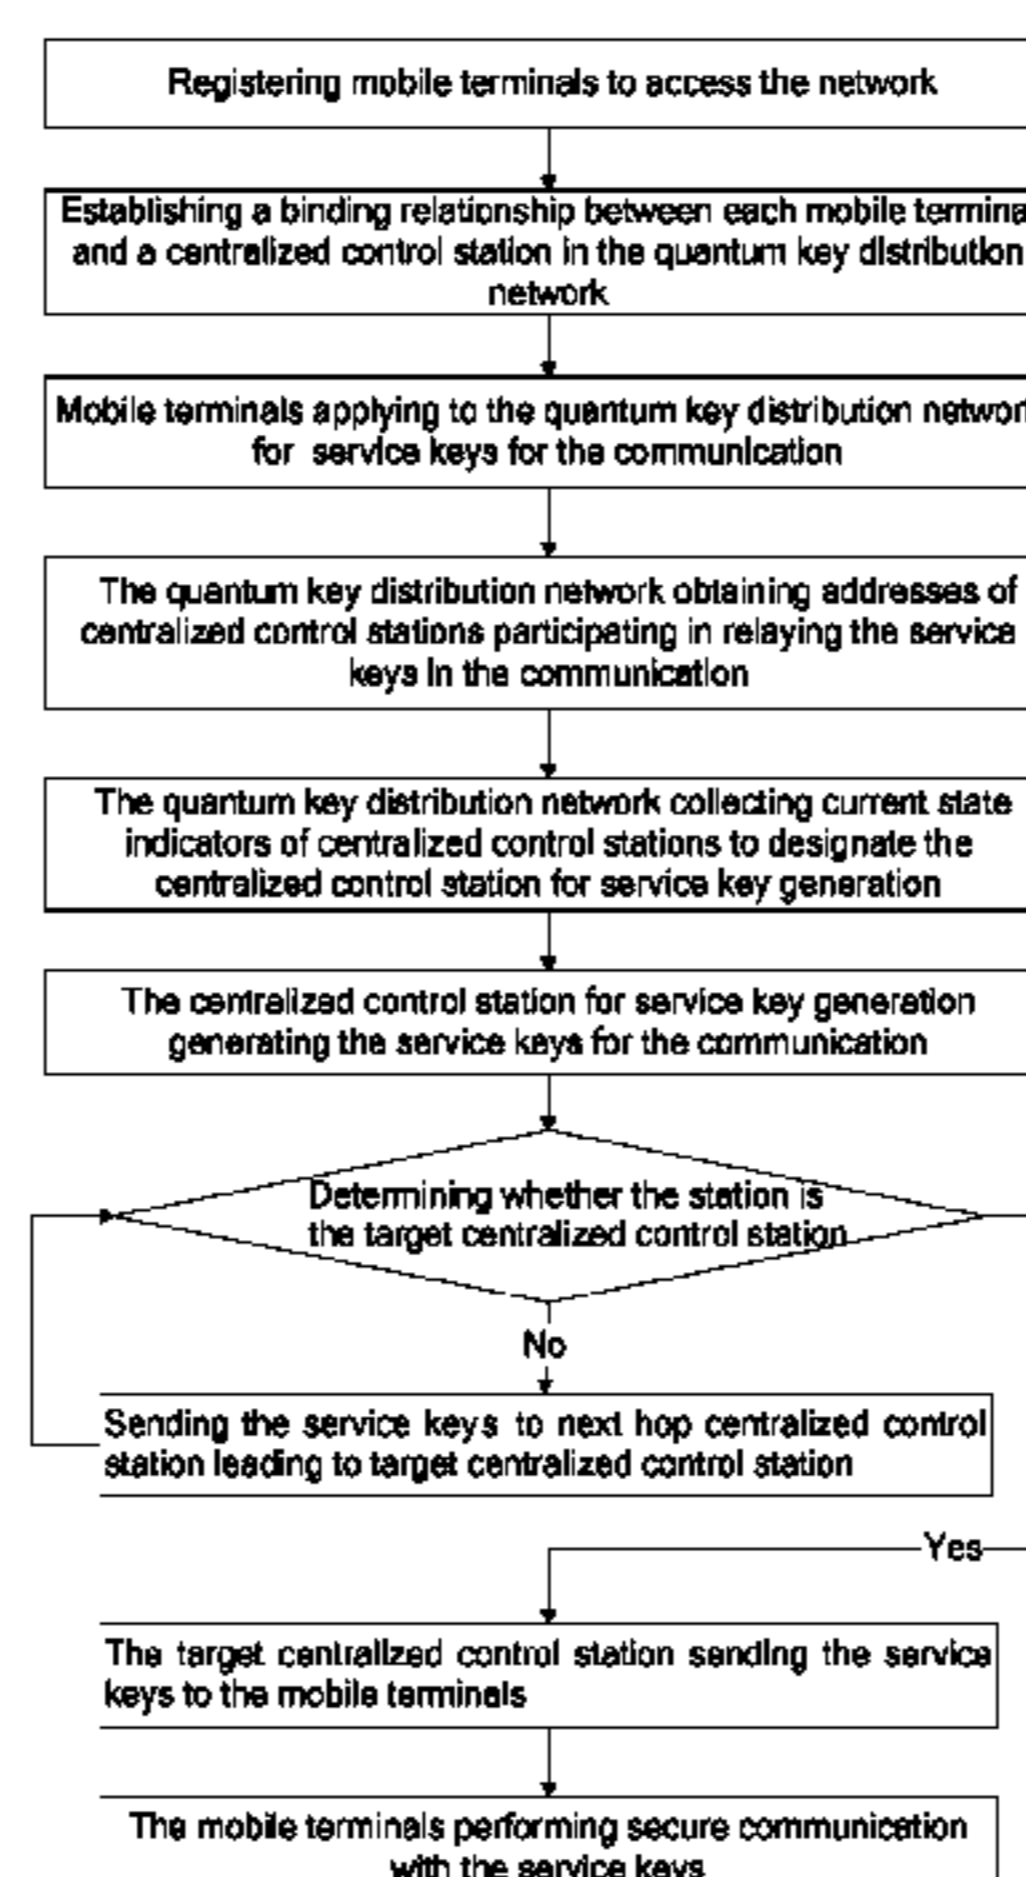 Registering mobile terminals to access the network
Establishing a binding relationship between each mobile termina
and a centralized control station in the quantum key distribution
network
Mobile terminals applying to the quantum key distribution networ
for service keys for the communication
The quantum key distribution network obtaining addresses of
centralized control stations participating in relaying the service
keys in the communication
The quantum key distribution network collecting current state
indicators of centralized control stations to designate the
centralized control station for service key generation
The centralized control station for service key generation
generating the service keys for the communication
Determining whether the station is
the target centralized control station
No
Sending the service keys to next hop centralized control
station leading to target centralized control station
Yes
The target centralized control station sending the service
keys to the mobile terminals
The mobile terminals performing secure communication
with the service keys